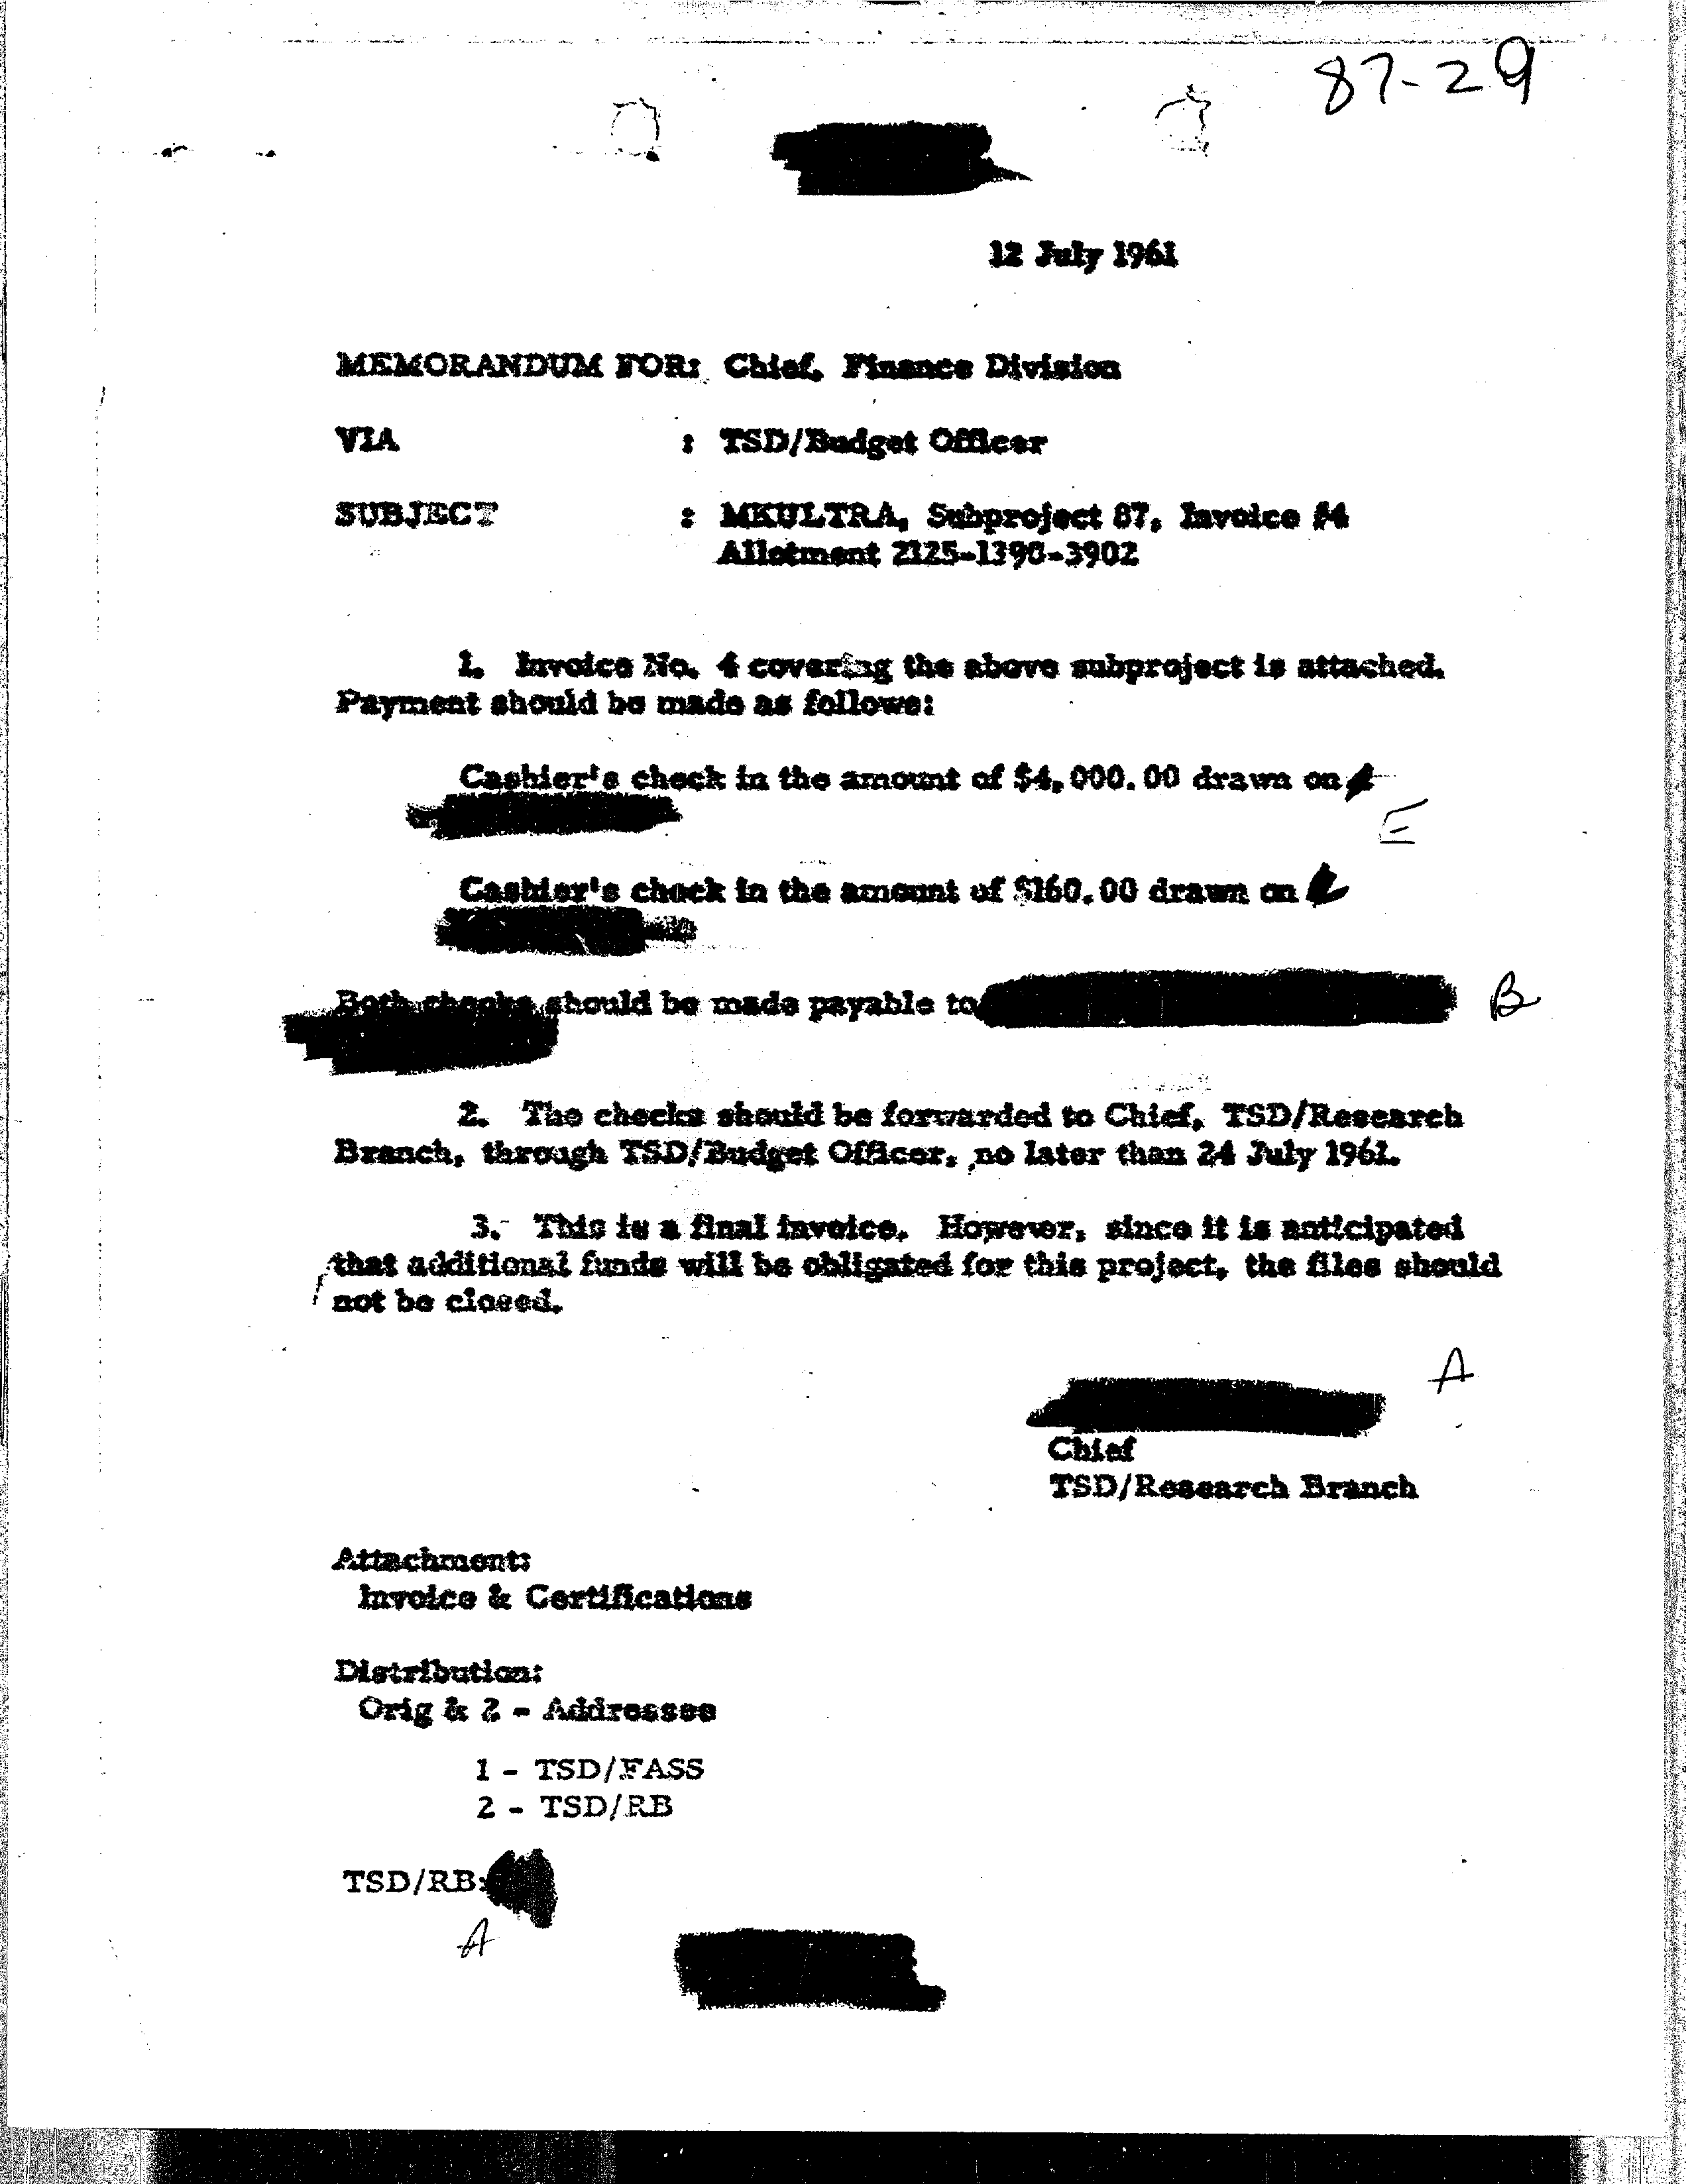 87-29
12 July 1961
MEMORANDUM FOR: Chief, Finance Division
VIA : TSD/Budget Officer
SUBJECT : MKULTRA, Subproject 87, Invoice #4
Allotment 2125-1390-3902
1. Invoice No. 4 covering the above subproject is attached.
Payment should be made as follows:
Cashier's check in the amount of $4,000.00 drawn on a
E
Cashier's check in the amount of $160.00 drawn on
Both checks should be made payable to
B
2. The checks should be forwarded to Chief, TSD/Research
Branch, through TSD/Budget Officer, no later than 24 July 1961.
3. This is a final invoice. However, since it is anticipated
that additional funds will be obligated for this project, the files should
not be closed.
A
Chief
TSD/Research Branch
Attachment:
Invoice & Certifications
Distribution:
Orig & 2 - Addressee
1 - TSD/FASS
2 - TSD/RB
TSD/RB:
A